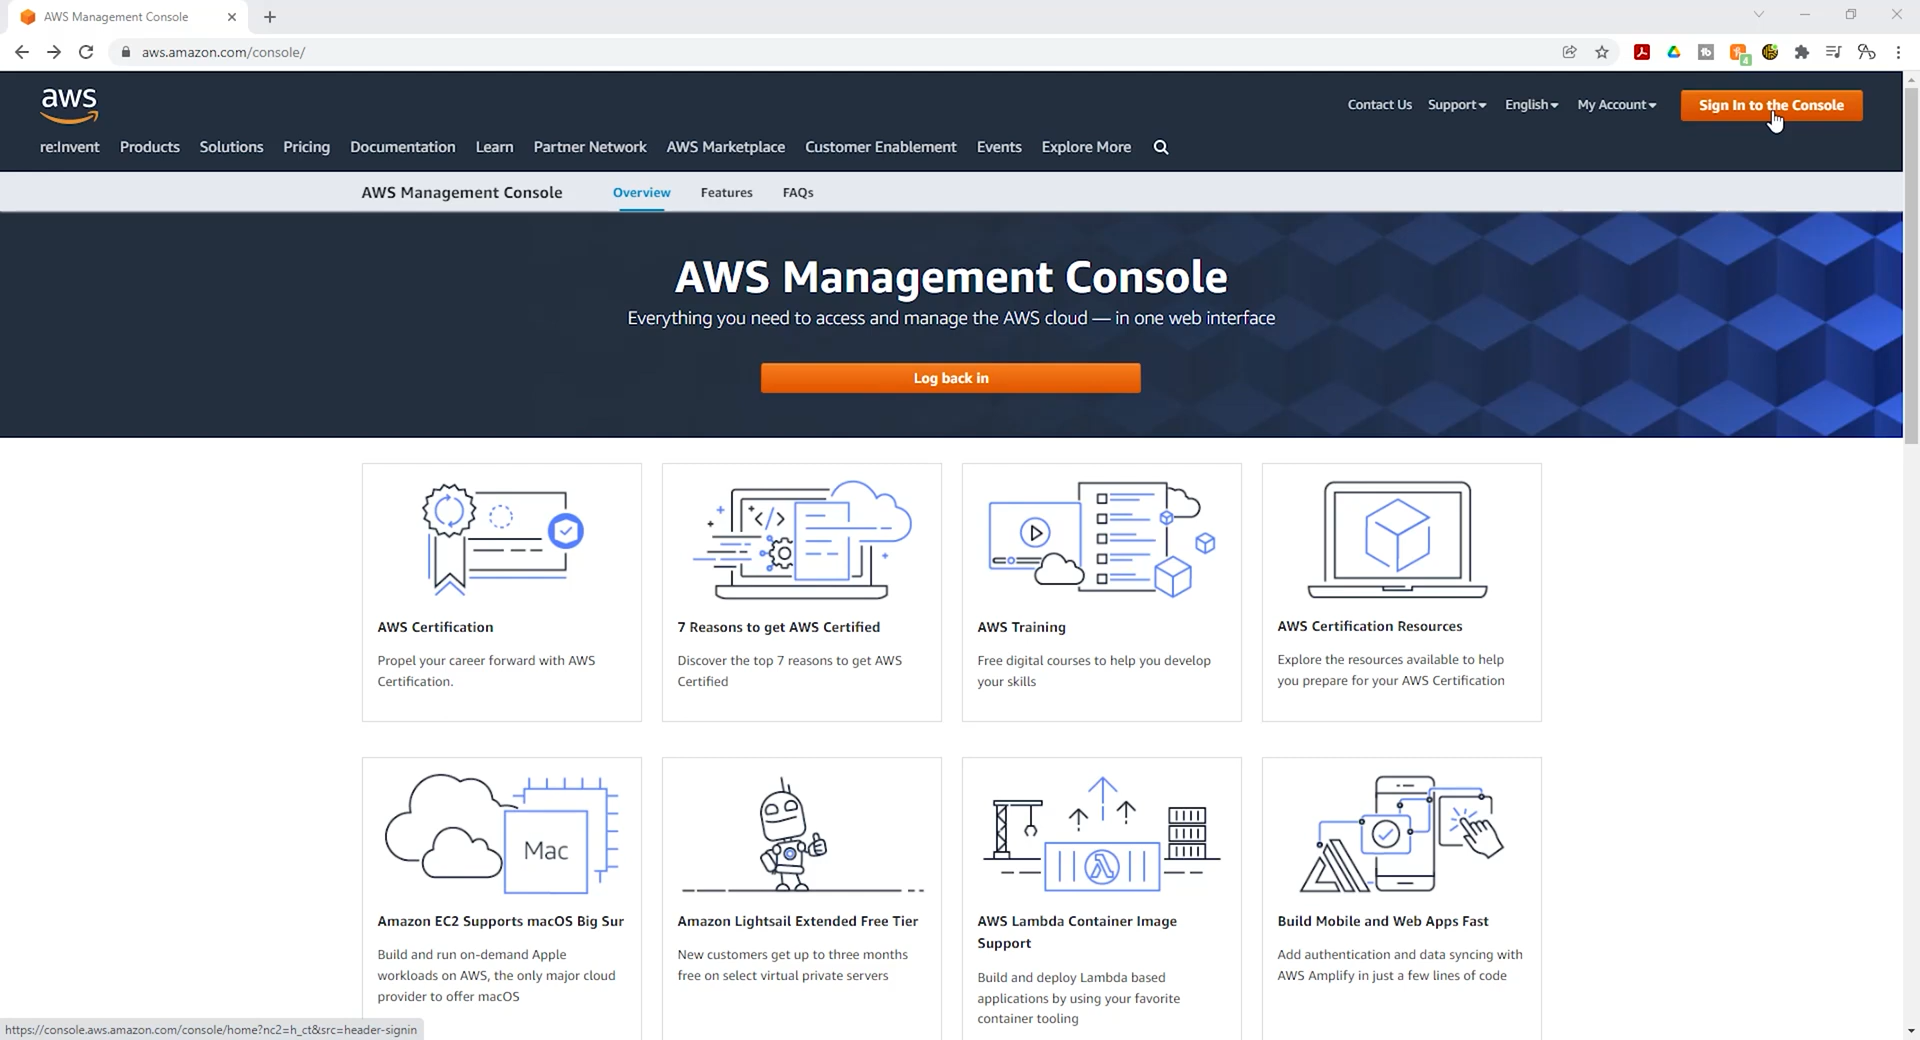 AWS Management Console
aws.amazon.com/console/
4
aws
Contact Us Support English My Account Sign In to the Console
re:Invent Products Solutions Pricing Documentation Learn Partner Network AWS Marketplace Customer Enablement Events Explore More
AWS Management Console Overview Features FAQs
AWS Management Console
Everything you need to access and manage the AWS cloud — in one web interface
Log back in
AWS Certification
Propel your career forward with AWS
Certification.
7 Reasons to get AWS Certified
Discover the top 7 reasons to get AWS
Certified
AWS Training
Free digital courses to help you develop
your skills
AWS Certification Resources
Explore the resources available to help
you prepare for your AWS Certification
Mac
Amazon EC2 Supports macOS Big Sur
Build and run on-demand Apple
workloads on AWS, the only major cloud
provider to offer macOS
Amazon Lightsail Extended Free Tier
New customers get up to three months
free on select virtual private servers
AWS Lambda Container Image
Support
Build and deploy Lambda based
applications by using your favorite
container tooling
Build Mobile and Web Apps Fast
Add authentication and data syncing with
AWS Amplify in just a few lines of code
https://console.aws.amazon.com/console/home?nc2=h_ct&src=header-signin